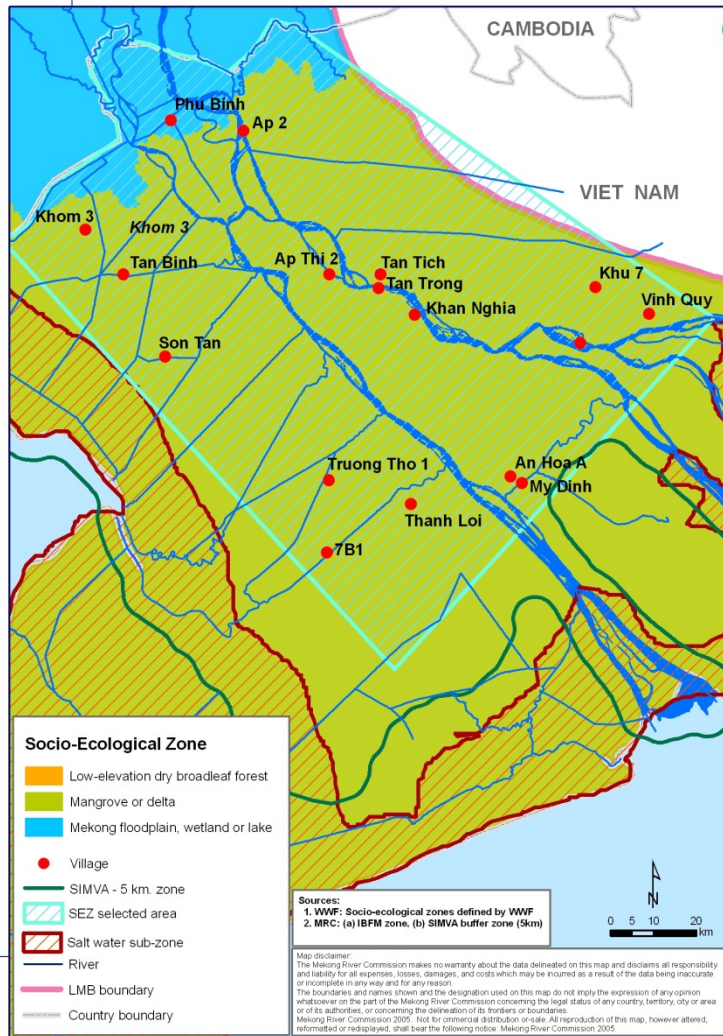 CAMBODIA
Phu Binh
Ap 2
VIET NAM
Khom 3
Khom 3
Tan Binh
Ap Thi 2
Tan Tich
Tan Trong
Khu 7
Vinh Quy
Khan Nghia
Son Tan
Truong Tho 1
An Hoa A
My Dinh
Thanh Loi
7B1
Socio-Ecological Zone
Low-elevation dry broadleaf forest
Mangrove or delta
Mekong floodplain, wetland or lake
Village
SIMVA - 5 km. zone
SEZ selected area
Salt water sub-zone
River
LMB boundary
Country boundary
Sources:
1. WWF: Socio-ecological zones defined by WWF
2. MRC: (a) IBFM zone, (b) SIMVA buffer zone (5km)
N
0 5 10 20
km
Map disclaimer:
The Mekong River Commission makes no warranty about the data delineated on this map and disclaims all responsibility
and liability for all expenses, losses, damages, and costs which may be incurred as a result of the data being inaccurate
or incomplete in any way and for any reason.
The boundaries and names shown and the designation used on this map do not imply the expression of any opinion
whatsoever on the part of the Mekong River Commission concerning the legal status of any country, territory, city or area
or of its authorities, or concerning the delineation of its frontiers or boundaries.
Mekong River Commission 2005. Not for commercial distribution or sale. All reproduction of this map, however altered,
reformatted or redisplayed, shall bear the following notice: Mekong River Commission 2005.